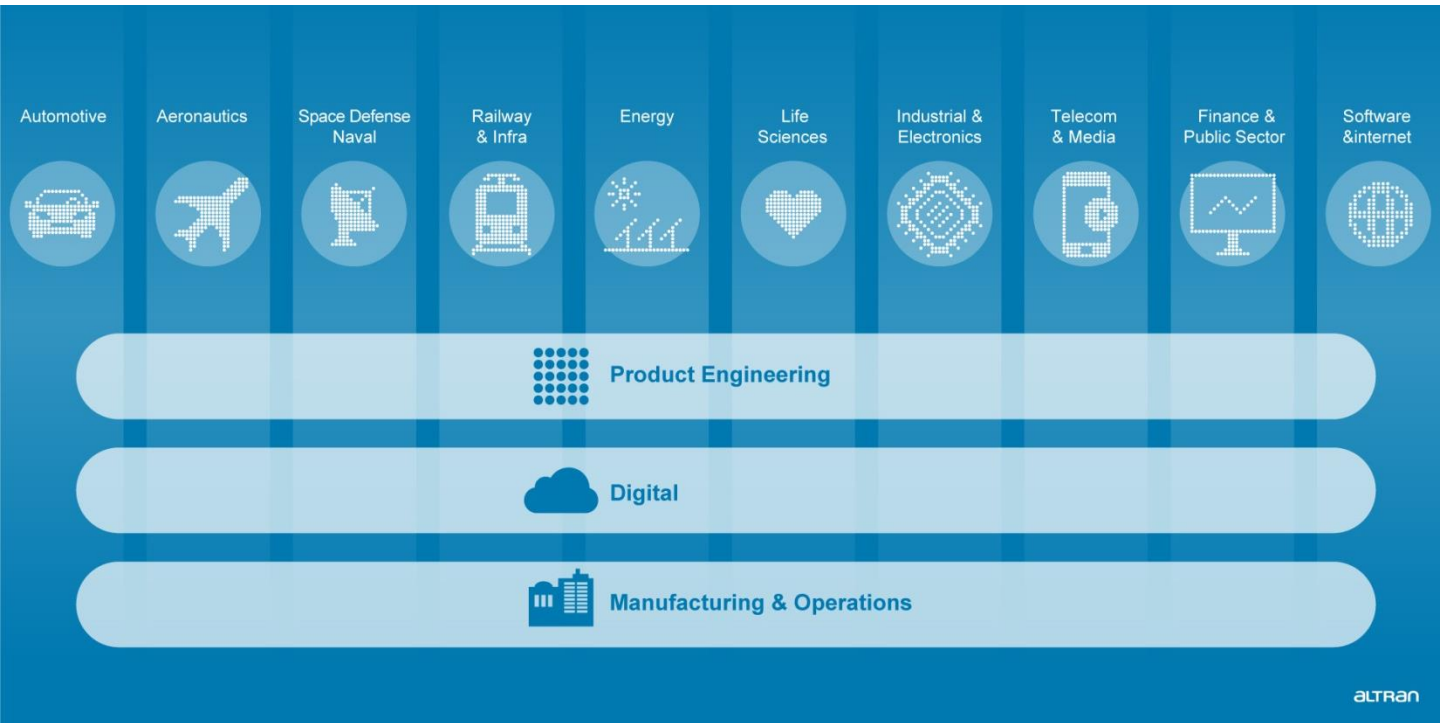 Automotive
Aeronautics
Space Defense
Naval
Railway
& Infra
Energy
Life
Sciences
Industrial &
Electronics
Telecom
& Media
Finance &
Public Sector
Software
&internet
Product Engineering
Digital
Manufacturing & Operations
aLTRan